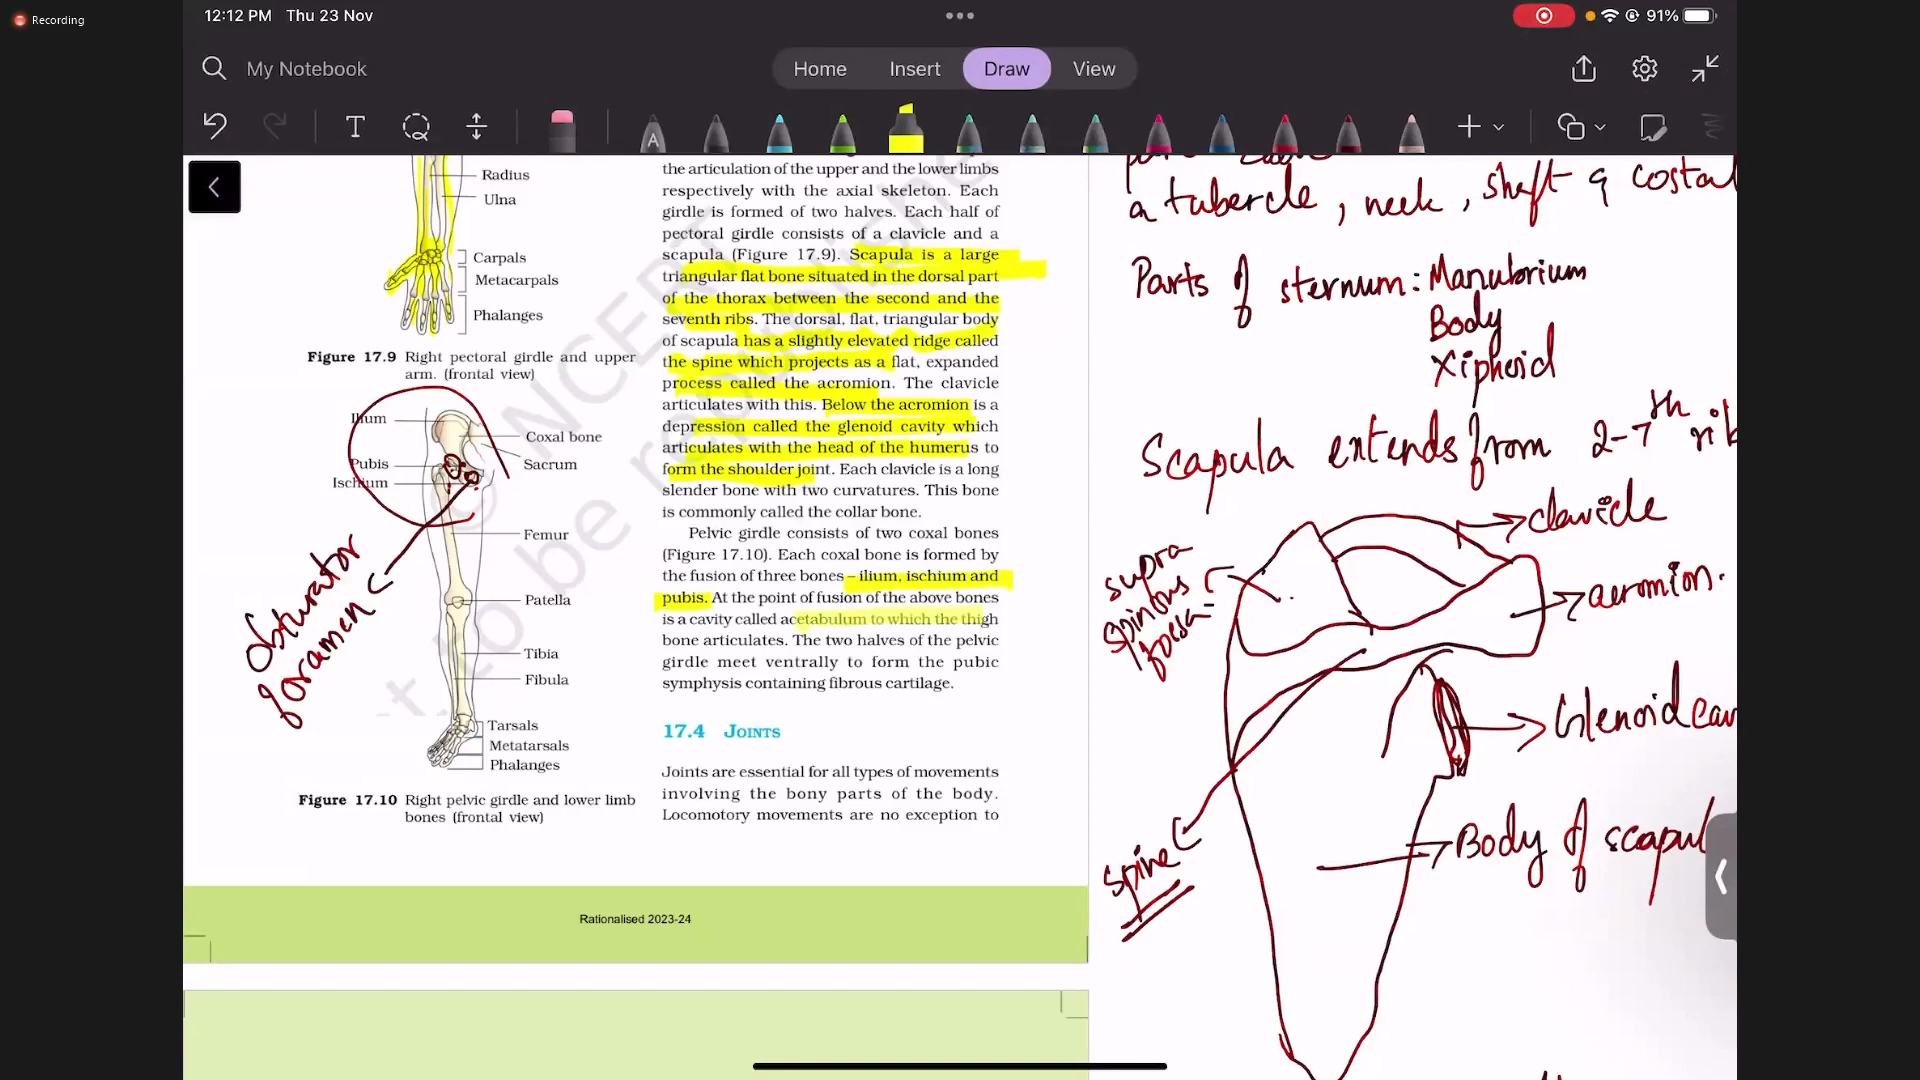 Recording
12:12 PM Thu 23 Nov
91%
My Notebook
Home Insert Draw View
T
A
Radius
Ulna
Carpals
Metacarpals
Phalanges
Figure 17.9 Right pectoral girdle and upper
arm. (frontal view)
Ilium
Coxal bone
Pubis
Sacrum
Ischium
Femur
Patella
Tibia
Fibula
Tarsals
Metatarsals
Phalanges
Figure 17.10 Right pelvic girdle and lower limb
bones (frontal view)
Obturator
foramen
the articulation of the upper and the lower limbs
respectively with the axial skeleton. Each
girdle is formed of two halves. Each half of
pectoral girdle consists of a clavicle and a
scapula (Figure 17.9). Scapula is a large
triangular flat bone situated in the dorsal part
of the thorax between the second and the
seventh ribs. The dorsal, flat, triangular body
of scapula has a slightly elevated ridge called
the spine which projects as a flat, expanded
process called the acromion. The clavicle
articulates with this. Below the acromion is a
depression called the glenoid cavity which
articulates with the head of the humerus to
form the shoulder joint. Each clavicle is a long
slender bone with two curvatures. This bone
is commonly called the collar bone.
Pelvic girdle consists of two coxal bones
(Figure 17.10). Each coxal bone is formed by
the fusion of three bones – ilium, ischium and
pubis. At the point of fusion of the above bones
is a cavity called acetabulum to which the thigh
bone articulates. The two halves of the pelvic
girdle meet ventrally to form the pubic
symphysis containing fibrous cartilage.
17.4 JOINTS
Joints are essential for all types of movements
involving the bony parts of the body.
Locomotory movements are no exception to
© NCERT
not to be republished
Rationalised 2023-24
a tubercle, neck, shaft & costal
Parts of sternum: Manubrium
Body
Xiphoid
Scapula extends from 2-7th rib
clavicle
supra
spinous
fossa
acromion.
Glenoid cav
Body of scapul
spine